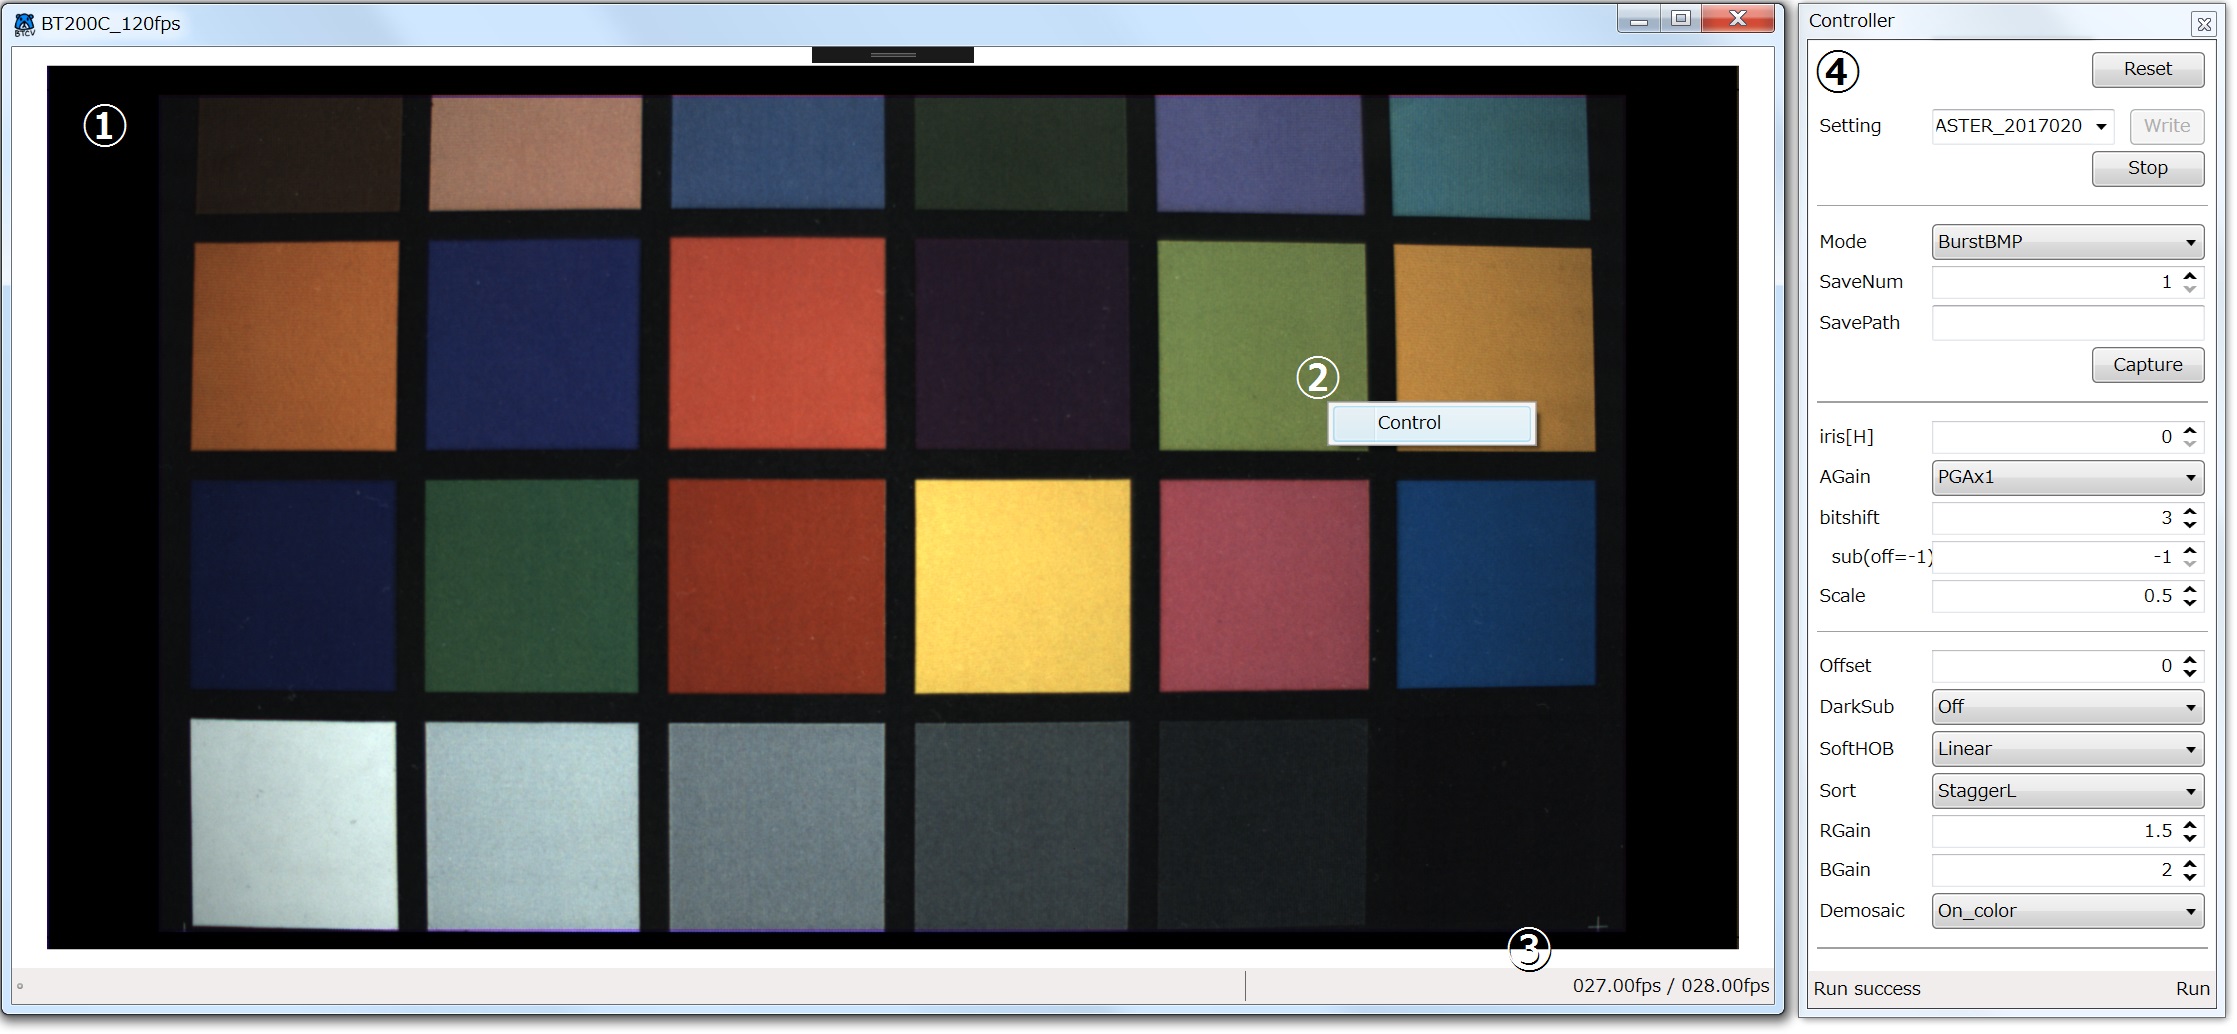 BT200C_120fps
①
②
Control
③
027.00fps / 028.00fps
Controller
④
Reset
Setting ASTER_2017020 Write
Stop
Mode BurstBMP
SaveNum 1
SavePath
Capture
iris[H] 0
AGain PGAx1
bitshift 3
sub(off=-1) -1
Scale 0.5
Offset 0
DarkSub Off
SoftHOB Linear
Sort StaggerL
RGain 1.5
BGain 2
Demosaic On_color
Run success Run